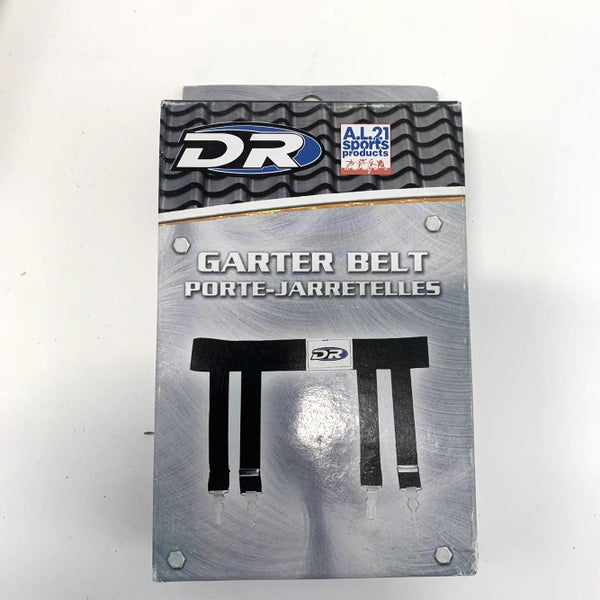 DR
A.L.21
sports
products
GARTER BELT
PORTE-JARRETELLES
DR